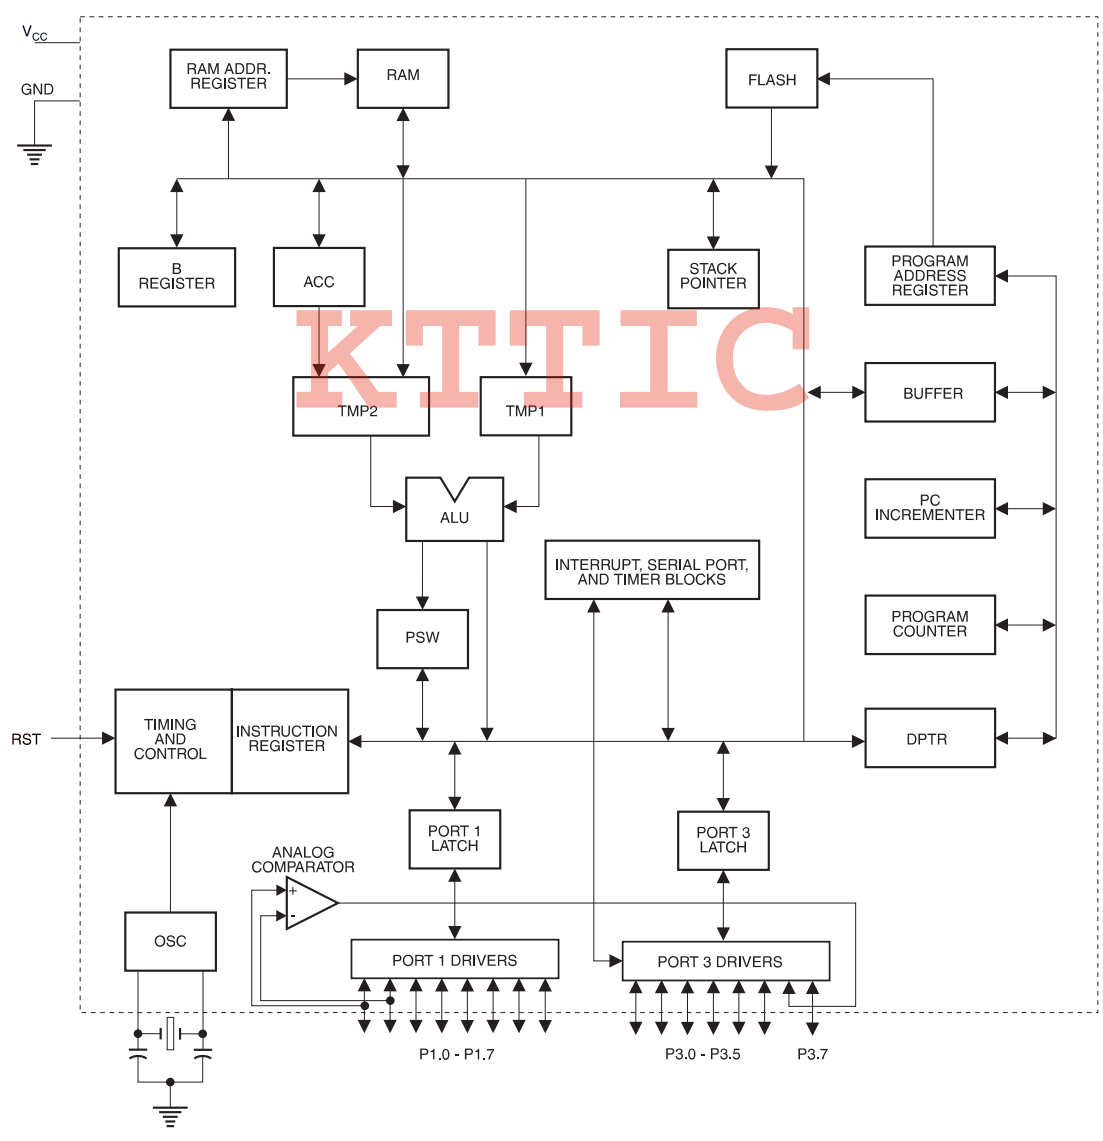 VCC
GND
RAM ADDR.
REGISTER
RAM
FLASH
B
REGISTER
ACC
STACK
POINTER
PROGRAM
ADDRESS
REGISTER
KTTIC
TMP2
TMP1
BUFFER
ALU
PC
INCREMENTER
INTERRUPT, SERIAL PORT,
AND TIMER BLOCKS
PSW
PROGRAM
COUNTER
RST
TIMING
AND
CONTROL
INSTRUCTION
REGISTER
DPTR
PORT 1
LATCH
PORT 3
LATCH
ANALOG
COMPARATOR
+
-
OSC
PORT 1 DRIVERS
PORT 3 DRIVERS
P1.0 - P1.7
P3.0 - P3.5
P3.7